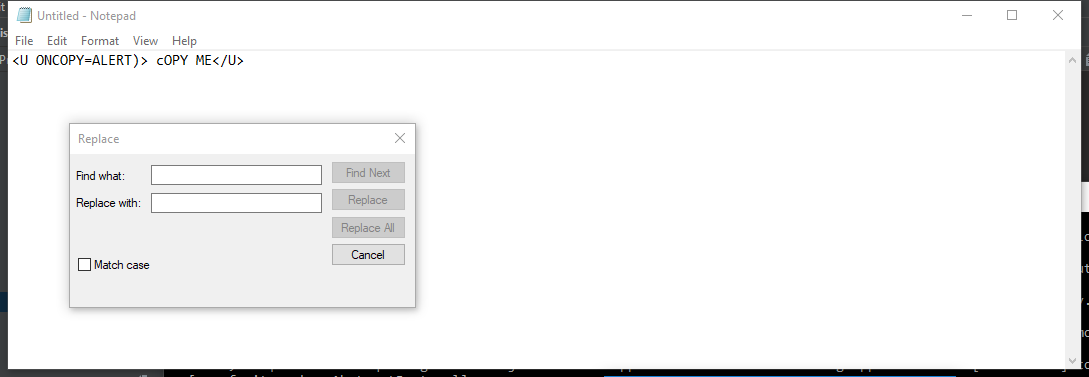 Untitled - Notepad
File Edit Format View Help
<U ONCOPY=ALERT)> cOPY ME</U>
Replace
Find what:
Find Next
Replace with:
Replace
Replace All
Cancel
Match case